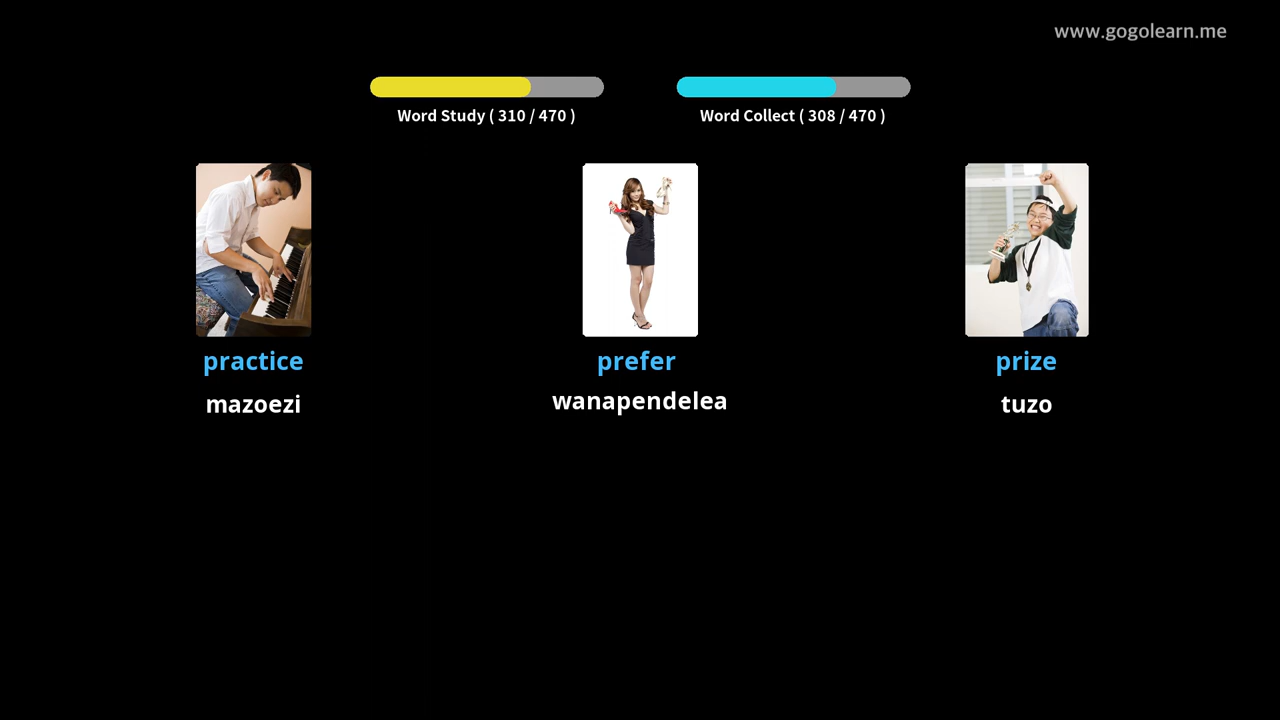 www.gogolearn.me
Word Study ( 310 / 470 )
Word Collect ( 308 / 470 )
practice
mazoezi
prefer
wanapendelea
prize
tuzo